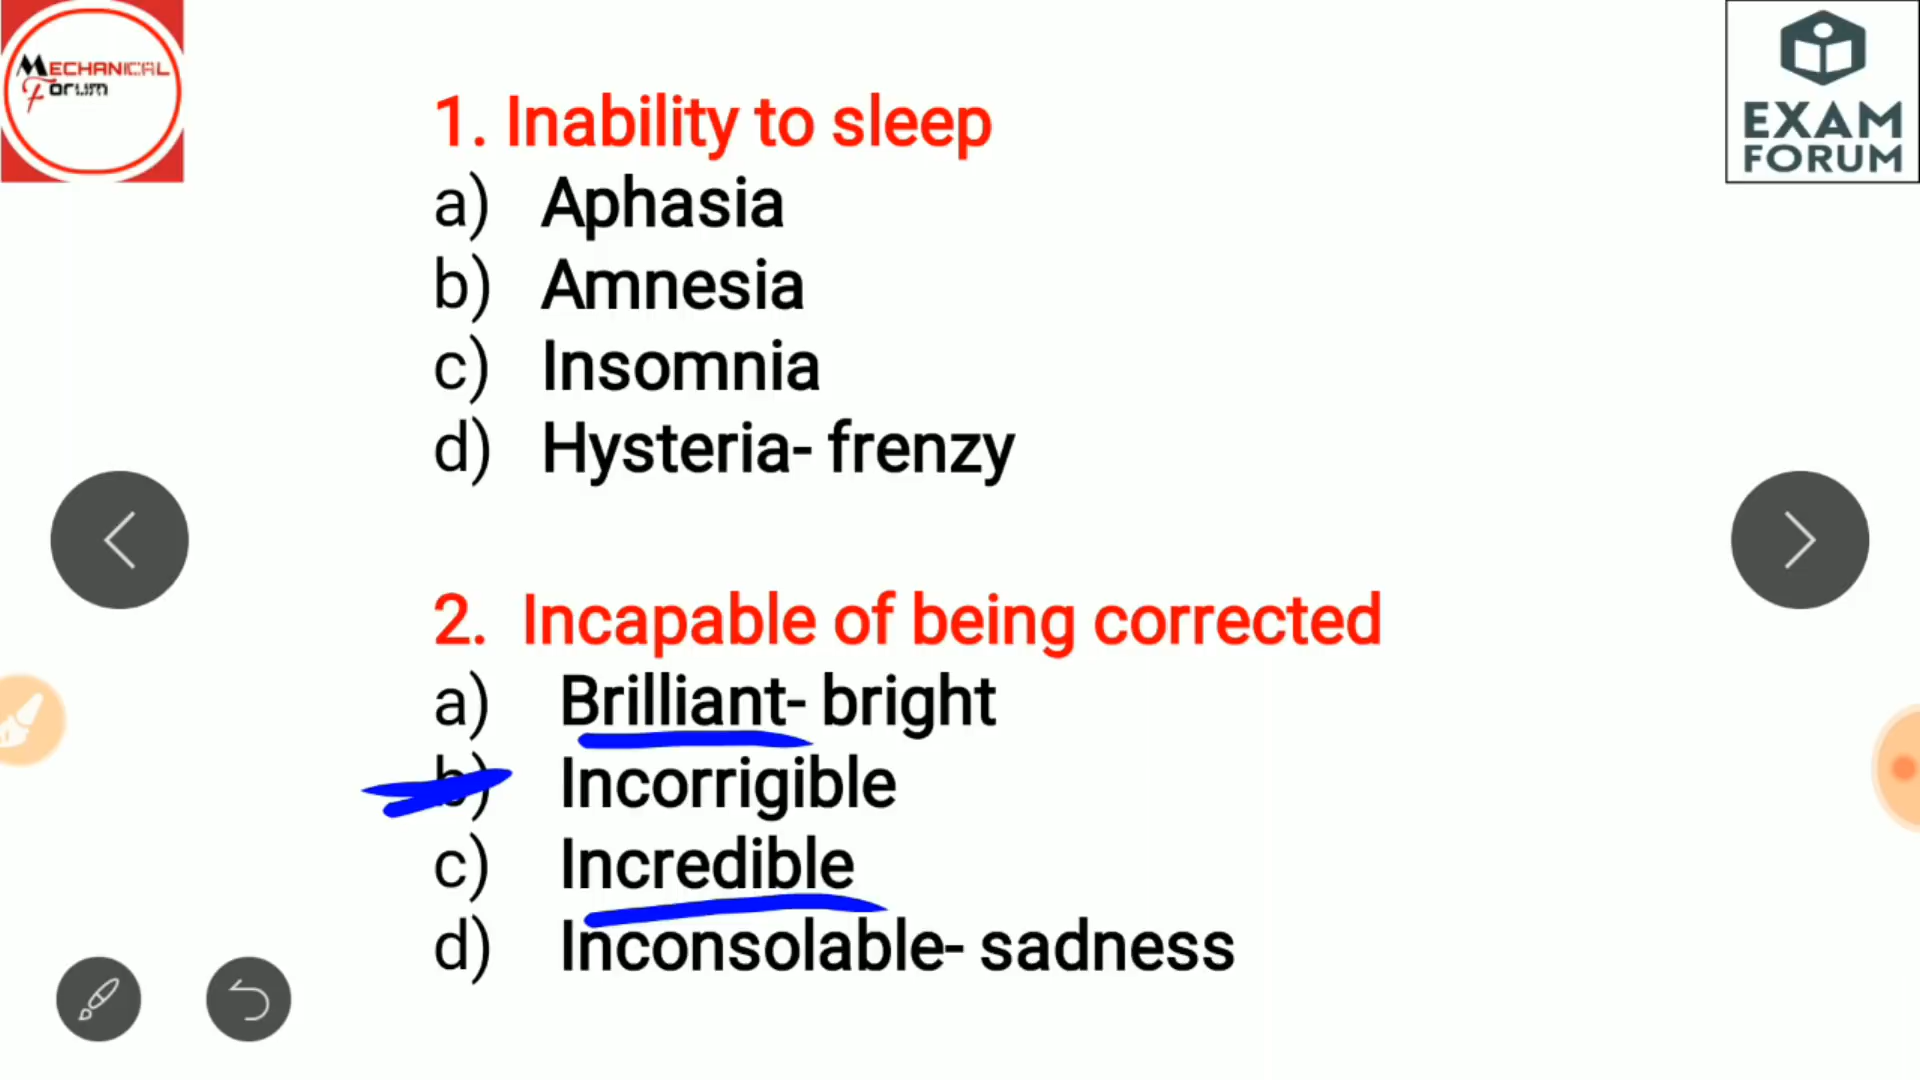 MECHANICAL
Forum
EXAM
FORUM
1. Inability to sleep
a) Aphasia
b) Amnesia
c) Insomnia
d) Hysteria- frenzy
2. Incapable of being corrected
a) Brilliant- bright
b) Incorrigible
c) Incredible
d) Inconsolable- sadness